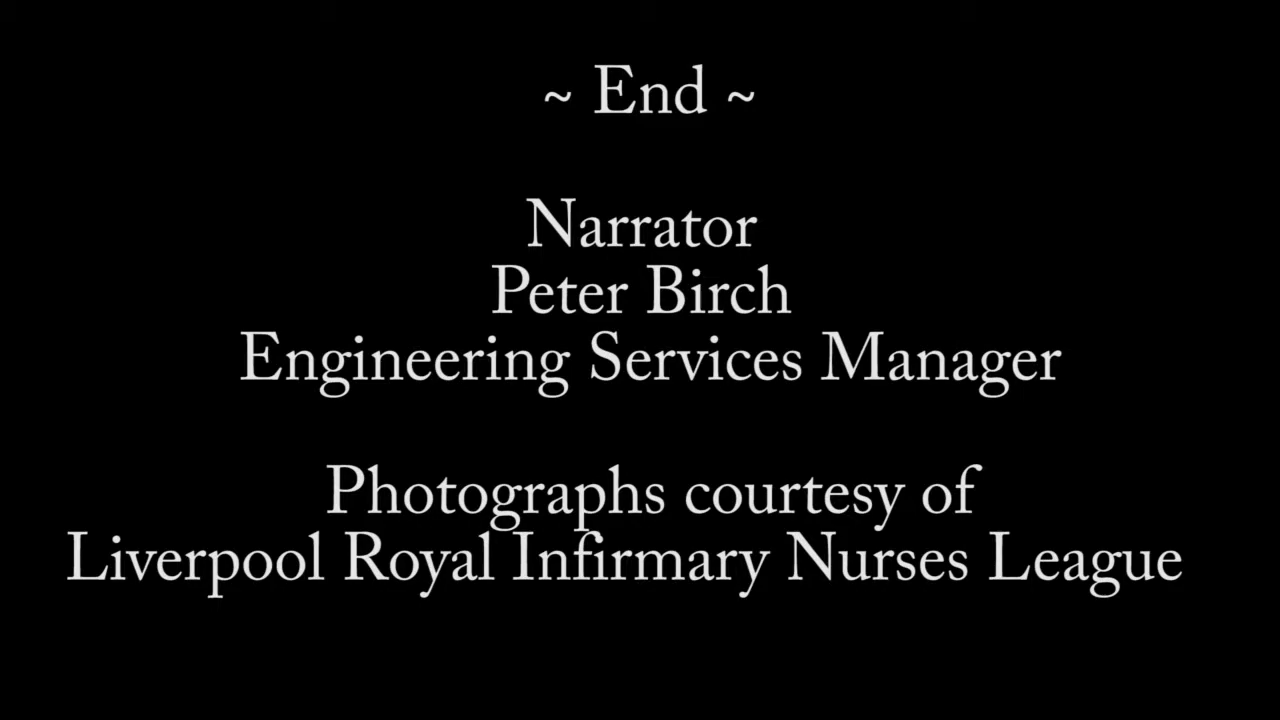 ~ End ~
Narrator
Peter Birch
Engineering Services Manager
Photographs courtesy of
Liverpool Royal Infirmary Nurses League